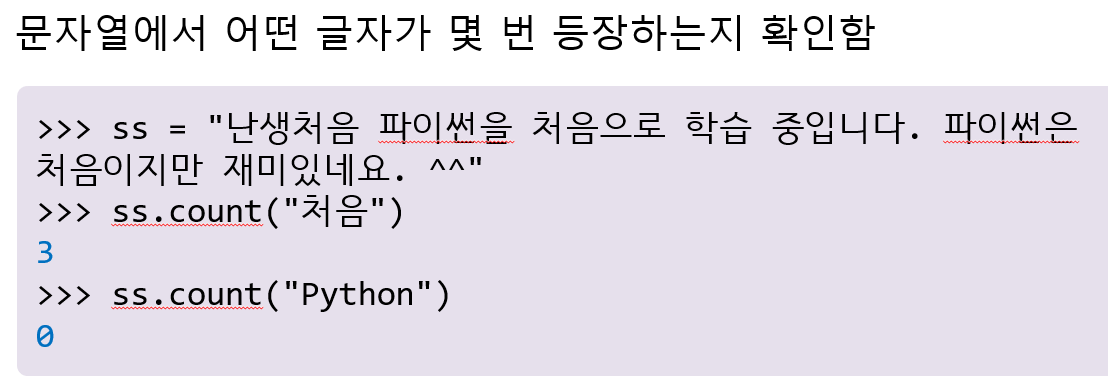 문자열에서 어떤 글자가 몇 번 등장하는지 확인함
>>> ss = "난생처음 파이썬을 처음으로 학습 중입니다. 파이썬은
처음이지만 재미있네요. ^^"
>>> ss.count("처음")
3
>>> ss.count("Python")
0